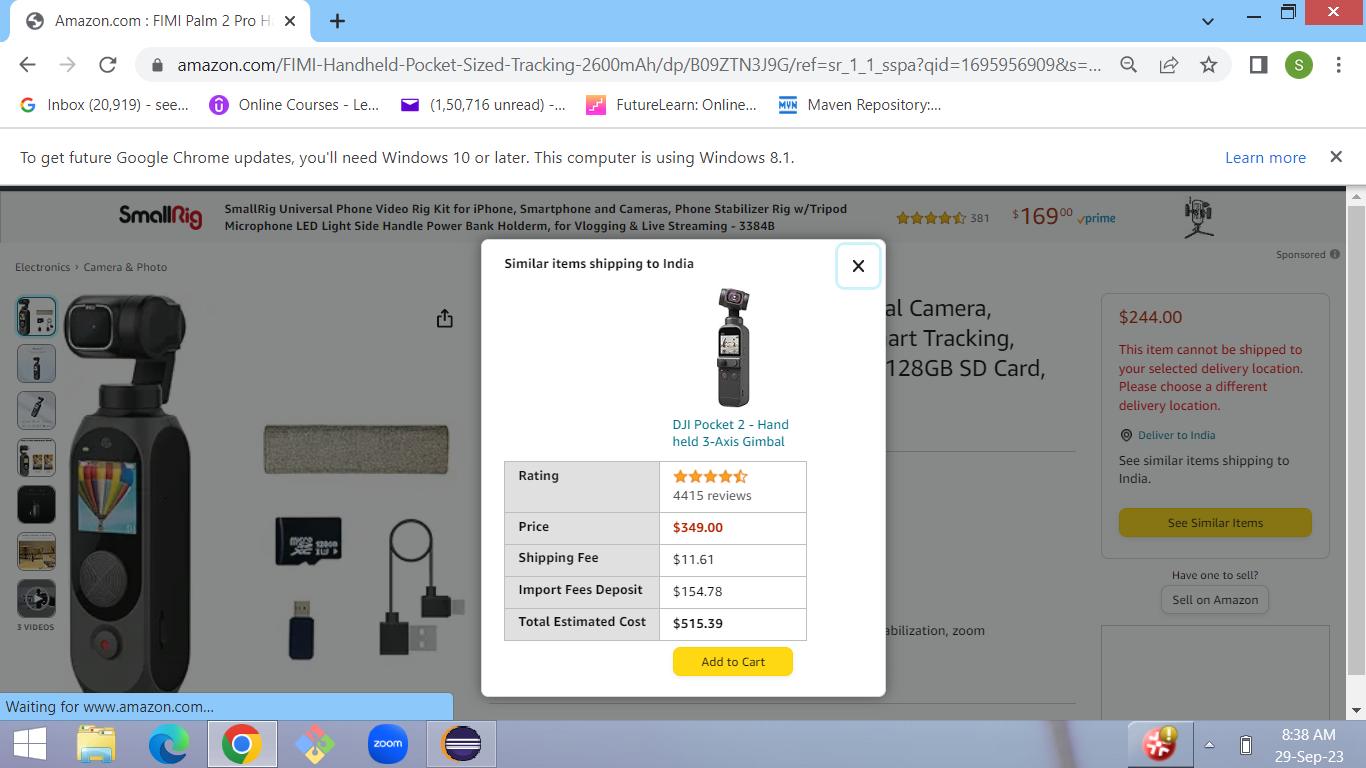 Amazon.com : FIMI Palm 2 Pro H
amazon.com/FIMI-Handheld-Pocket-Sized-Tracking-2600mAh/dp/B09ZTN3J9G/ref=sr_1_1_sspa?qid=1695956909&s=...
S
Inbox (20,919) - see...
Online Courses - Le...
(1,50,716 unread) -...
FutureLearn: Online...
MVN
Maven Repository:...
To get future Google Chrome updates, you'll need Windows 10 or later. This computer is using Windows 8.1.
Learn more
SmallRig
SmallRig Universal Phone Video Rig Kit for iPhone, Smartphone and Cameras, Phone Stabilizer Rig w/Tripod
Microphone LED Light Side Handle Power Bank Holderm, for Vlogging & Live Streaming - 3384B
381
$169.00
prime
Sponsored
Electronics › Camera & Photo
3 VIDEOS
micro
128GB
al Camera,
art Tracking,
128GB SD Card,
abilization, zoom
Similar items shipping to India
DJI Pocket 2 - Hand
held 3-Axis Gimbal
Rating
4415 reviews
Price $349.00
Shipping Fee $11.61
Import Fees Deposit $154.78
Total Estimated Cost $515.39
Add to Cart
$244.00
This item cannot be shipped to
your selected delivery location.
Please choose a different
delivery location.
Deliver to India
See similar items shipping to
India.
See Similar Items
Have one to sell?
Sell on Amazon
Waiting for www.amazon.com...
zoom
8:38 AM
29-Sep-23